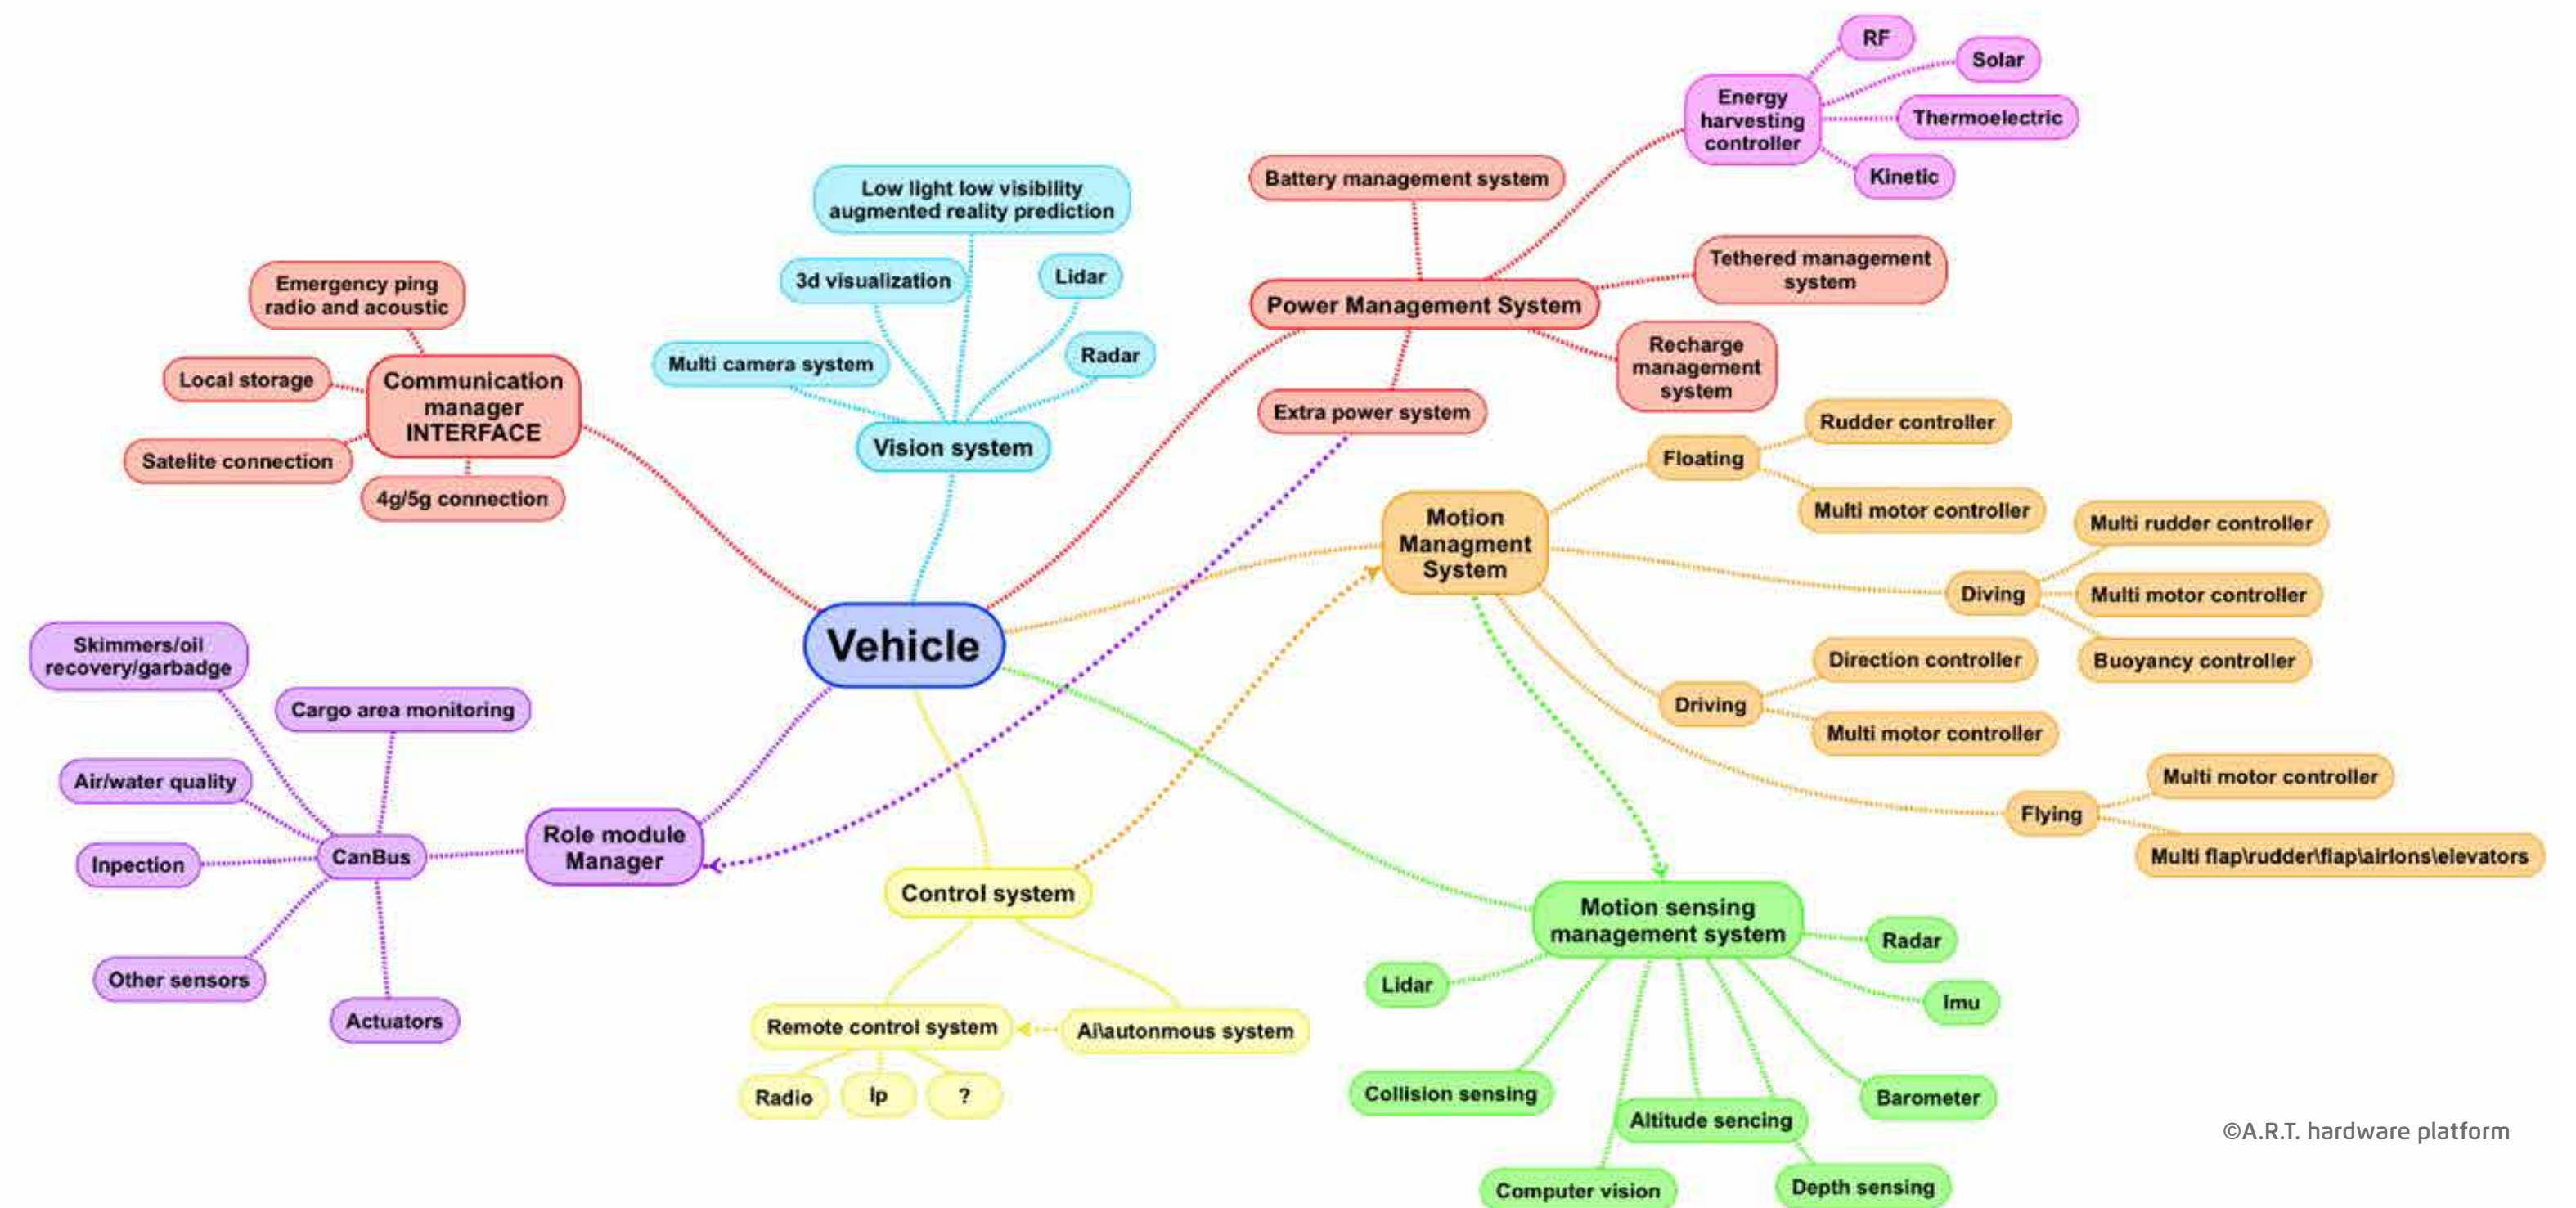 RF
Solar
Energy
harvesting
controller
Thermoelectric
Kinetic
Battery management system
Low light low visibility
augmented reality prediction
Tethered management
system
Power Management System
Recharge
management
system
Extra power system
3d visualization
Lidar
Multi camera system
Radar
Vision system
Emergency ping
radio and acoustic
Local storage
Communication
manager
INTERFACE
Satelite connection
4g/5g connection
Rudder controller
Floating
Multi motor controller
Motion
Managment
System
Multi rudder controller
Diving
Multi motor controller
Buoyancy controller
Direction controller
Driving
Multi motor controller
Multi motor controller
Flying
Multi flap\rudder\flap\airlons\elevators
Vehicle
Skimmers/oil
recovery/garbadge
Cargo area monitoring
Air/water quality
Inpection
CanBus
Role module
Manager
Other sensors
Actuators
Control system
Remote control system
Ai\autonmous system
Radio
Ip
?
Motion sensing
management system
Radar
Lidar
Imu
Collision sensing
Barometer
Altitude sencing
Computer vision
Depth sensing
©A.R.T. hardware platform